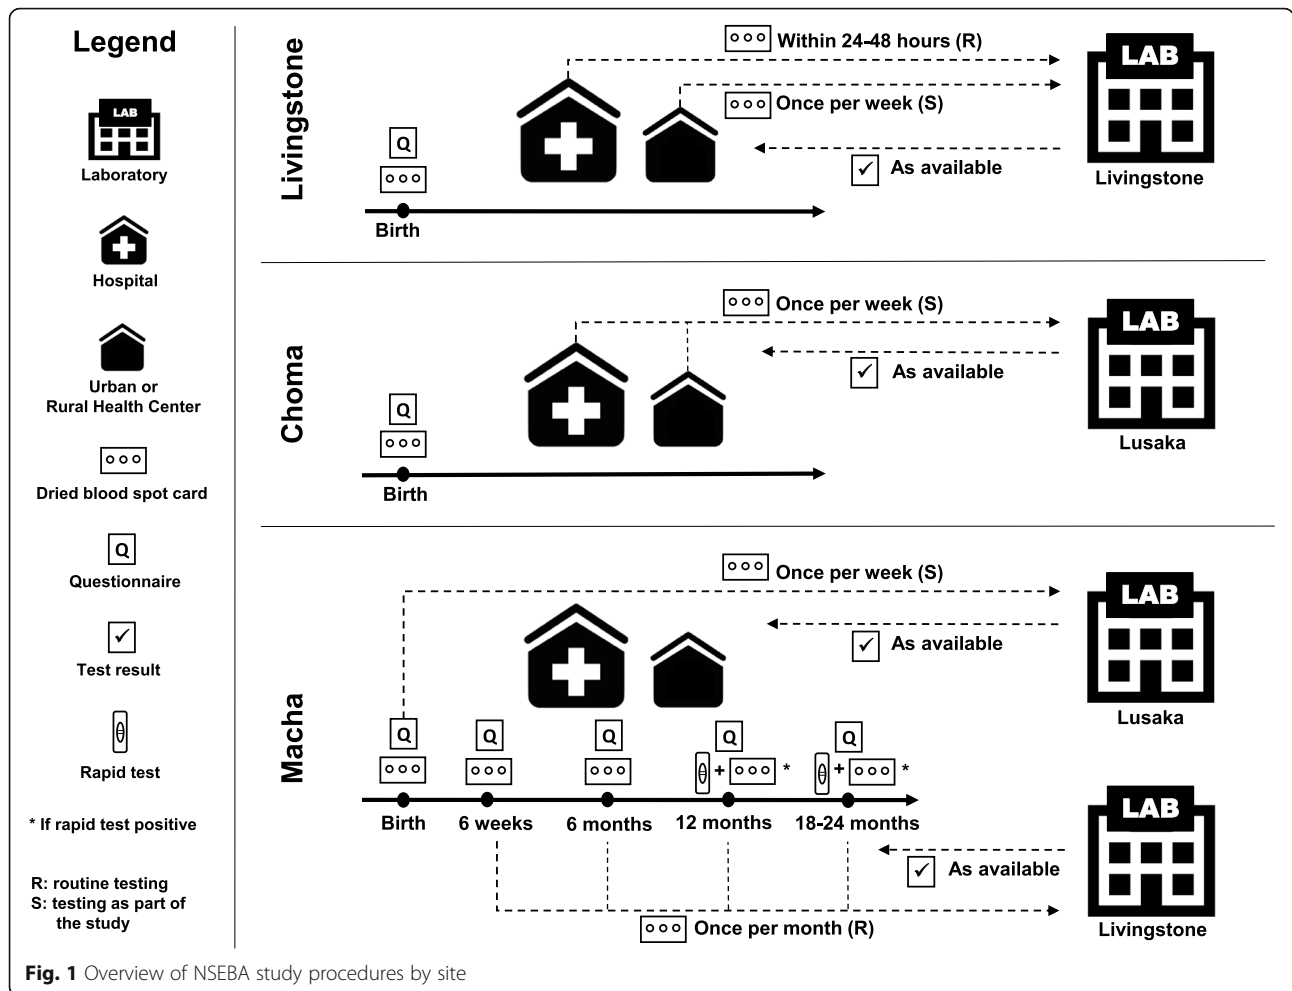 Legend
LAB
Laboratory
Hospital
Urban or
Rural Health Center
Dried blood spot card
Q
Questionnaire
Test result
Rapid test
* If rapid test positive
R: routine testing
S: testing as part of
the study
Livingstone
Q
Birth
Within 24-48 hours (R)
Once per week (S)
As available
LAB
Livingstone
Choma
Q
Birth
Once per week (S)
As available
LAB
Lusaka
Macha
Once per week (S)
As available
LAB
Lusaka
Q Q Q Q Q
+ * + *
Birth 6 weeks 6 months 12 months 18-24 months
As available
Once per month (R)
LAB
Livingstone
Fig. 1 Overview of NSEBA study procedures by site